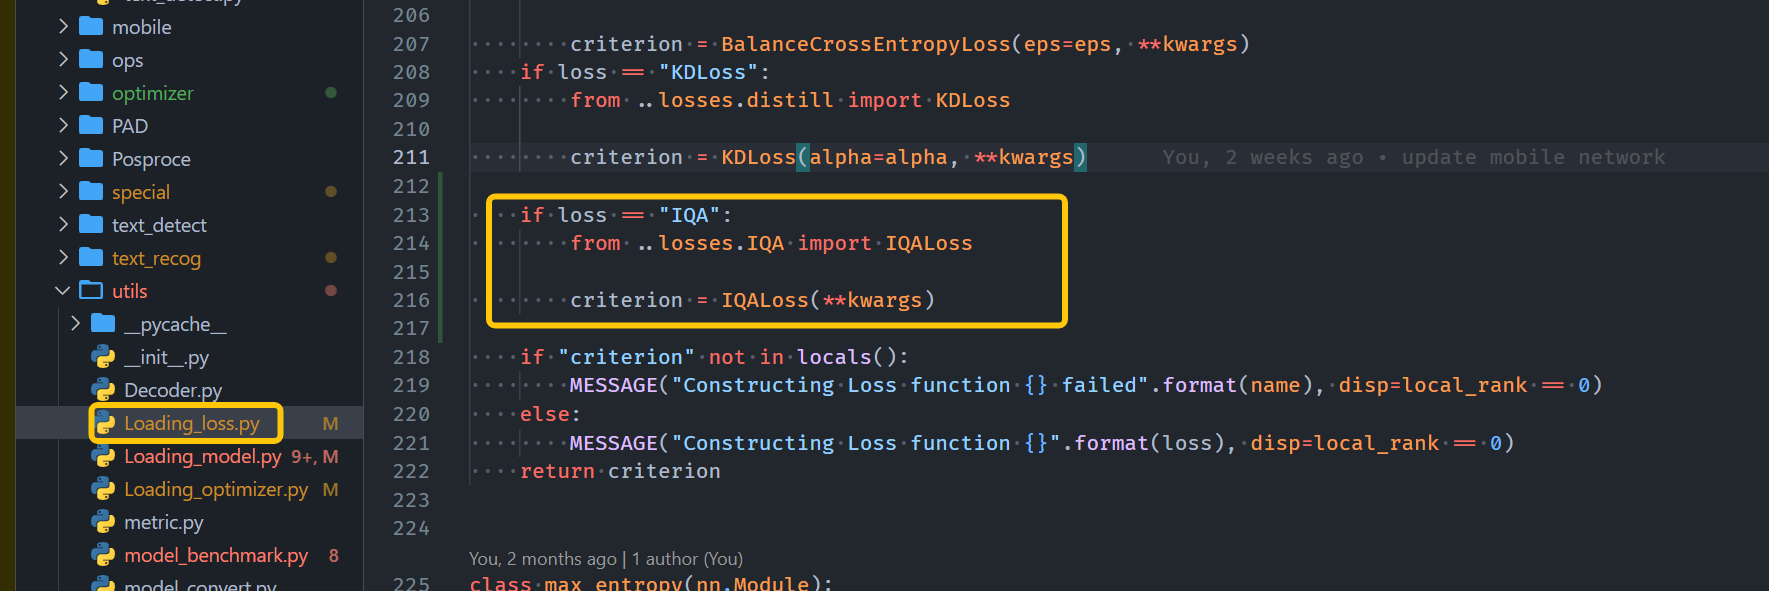 mobile
ops
optimizer
PAD
Posproce
special
text_detect
text_recog
utils
__pycache__
__init__.py
Decoder.py
Loading_loss.py M
Loading_model.py 9+, M
Loading_optimizer.py M
metric.py
model_benchmark.py 8
model_convert.py
206
207 criterion = BalanceCrossEntropyLoss(eps=eps, **kwargs)
208 if loss == "KDLoss":
209 from ..losses.distill import KDLoss
210
211 criterion = KDLoss(alpha=alpha, **kwargs) You, 2 weeks ago • update mobile network
212
213 if loss == "IQA":
214 from ..losses.IQA import IQALoss
215
216 criterion = IQALoss(**kwargs)
217
218 if "criterion" not in locals():
219 MESSAGE("Constructing Loss function {} failed".format(name), disp=local_rank == 0)
220 else:
221 MESSAGE("Constructing Loss function {}".format(loss), disp=local_rank == 0)
222 return criterion
223
224
You, 2 months ago | 1 author (You)
225 class max_entropy(nn.Module):